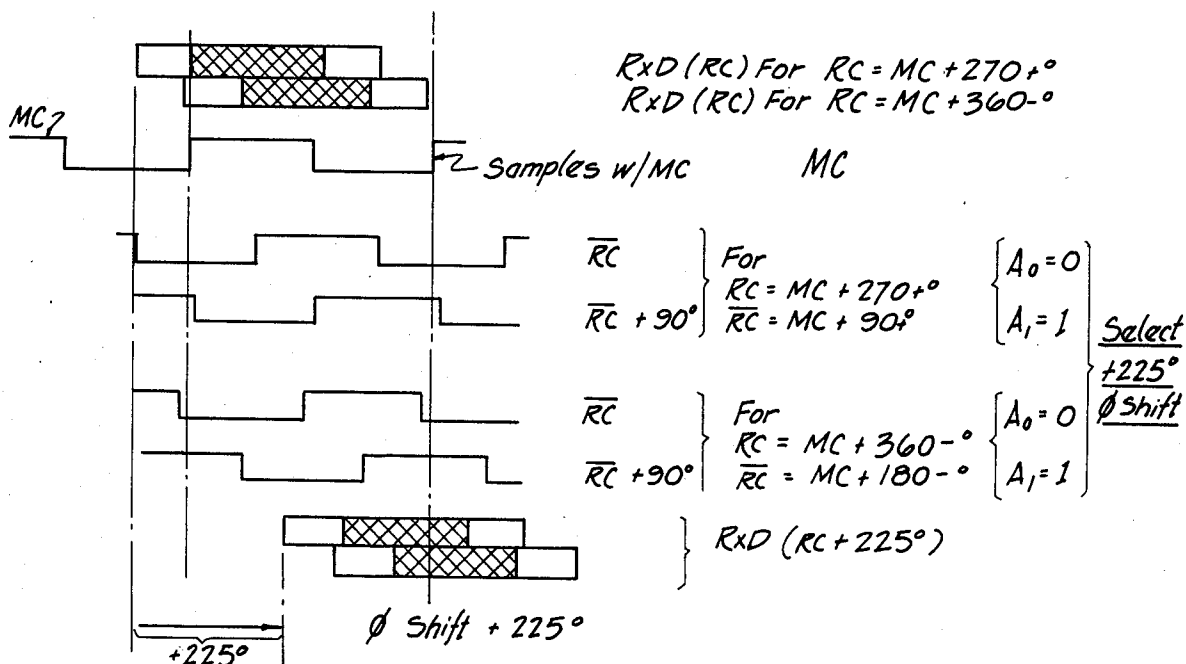 RxD (RC) For RC = MC + 270+°
RxD (RC) For RC = MC + 360-°
MC
Samples w/MC
MC
RC̅
For
RC = MC + 270+°
A₀ = 0
RC̅ + 90°
RC̅ = MC + 90+°
A₁ = 1
Select
+225°
Ø Shift
RC̅
For
RC = MC + 360-°
A₀ = 0
RC̅ + 90°
RC̅ = MC + 180-°
A₁ = 1
RxD (RC + 225°)
Ø Shift + 225°
+225°